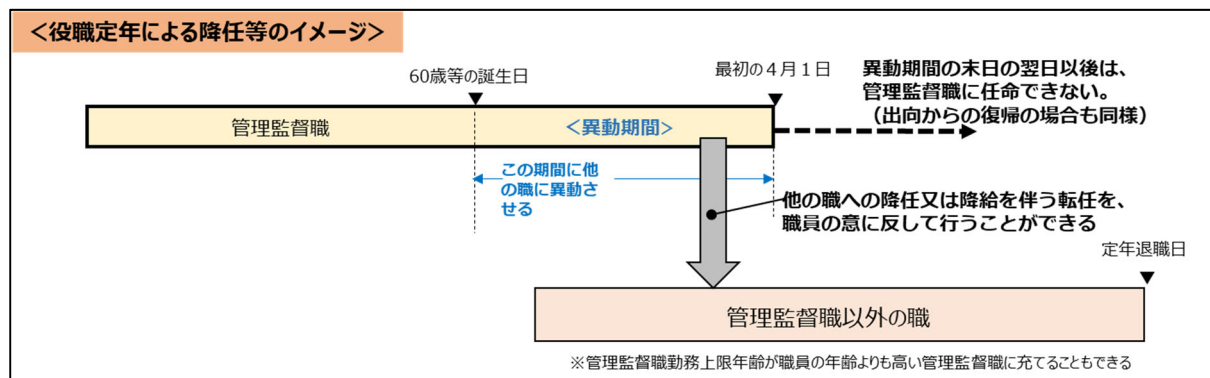 <役職定年による降任等のイメージ>
60歳等の誕生日
最初の４月１日
異動期間の末日の翌日以後は、
管理監督職に任命できない。
（出向からの復帰の場合も同様）
管理監督職
<異動期間>
この期間に他
の職に異動さ
せる
他の職への降任又は降給を伴う転任を、
職員の意に反して行うことができる
定年退職日
管理監督職以外の職
※管理監督職勤務上限年齢が職員の年齢よりも高い管理監督職に充てることもできる